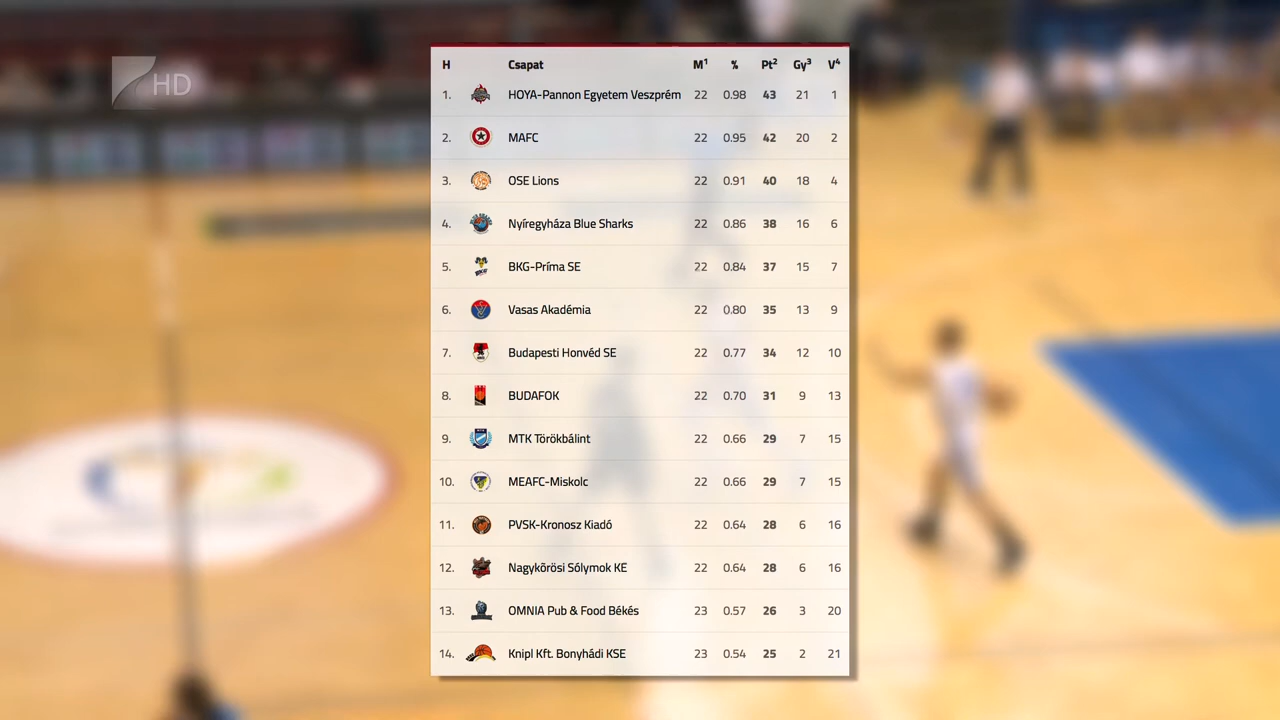 HD
H Csapat M¹ % Pt² Gy³ V⁴
1. HOYA-Pannon Egyetem Veszprém 22 0.98 43 21 1
2. MAFC 22 0.95 42 20 2
3. OSE Lions 22 0.91 40 18 4
4. Nyíregyháza Blue Sharks 22 0.86 38 16 6
5. BKG-Príma SE 22 0.84 37 15 7
6. Vasas Akadémia 22 0.80 35 13 9
7. Budapesti Honvéd SE 22 0.77 34 12 10
8. BUDAFOK 22 0.70 31 9 13
9. MTK Törökbálint 22 0.66 29 7 15
10. MEAFC-Miskolc 22 0.66 29 7 15
11. PVSK-Kronosz Kiadó 22 0.64 28 6 16
12. Nagykõrösi Sólymok KE 22 0.64 28 6 16
13. OMNIA Pub & Food Békés 23 0.57 26 3 20
14. Knipl Kft. Bonyhádi KSE 23 0.54 25 2 21